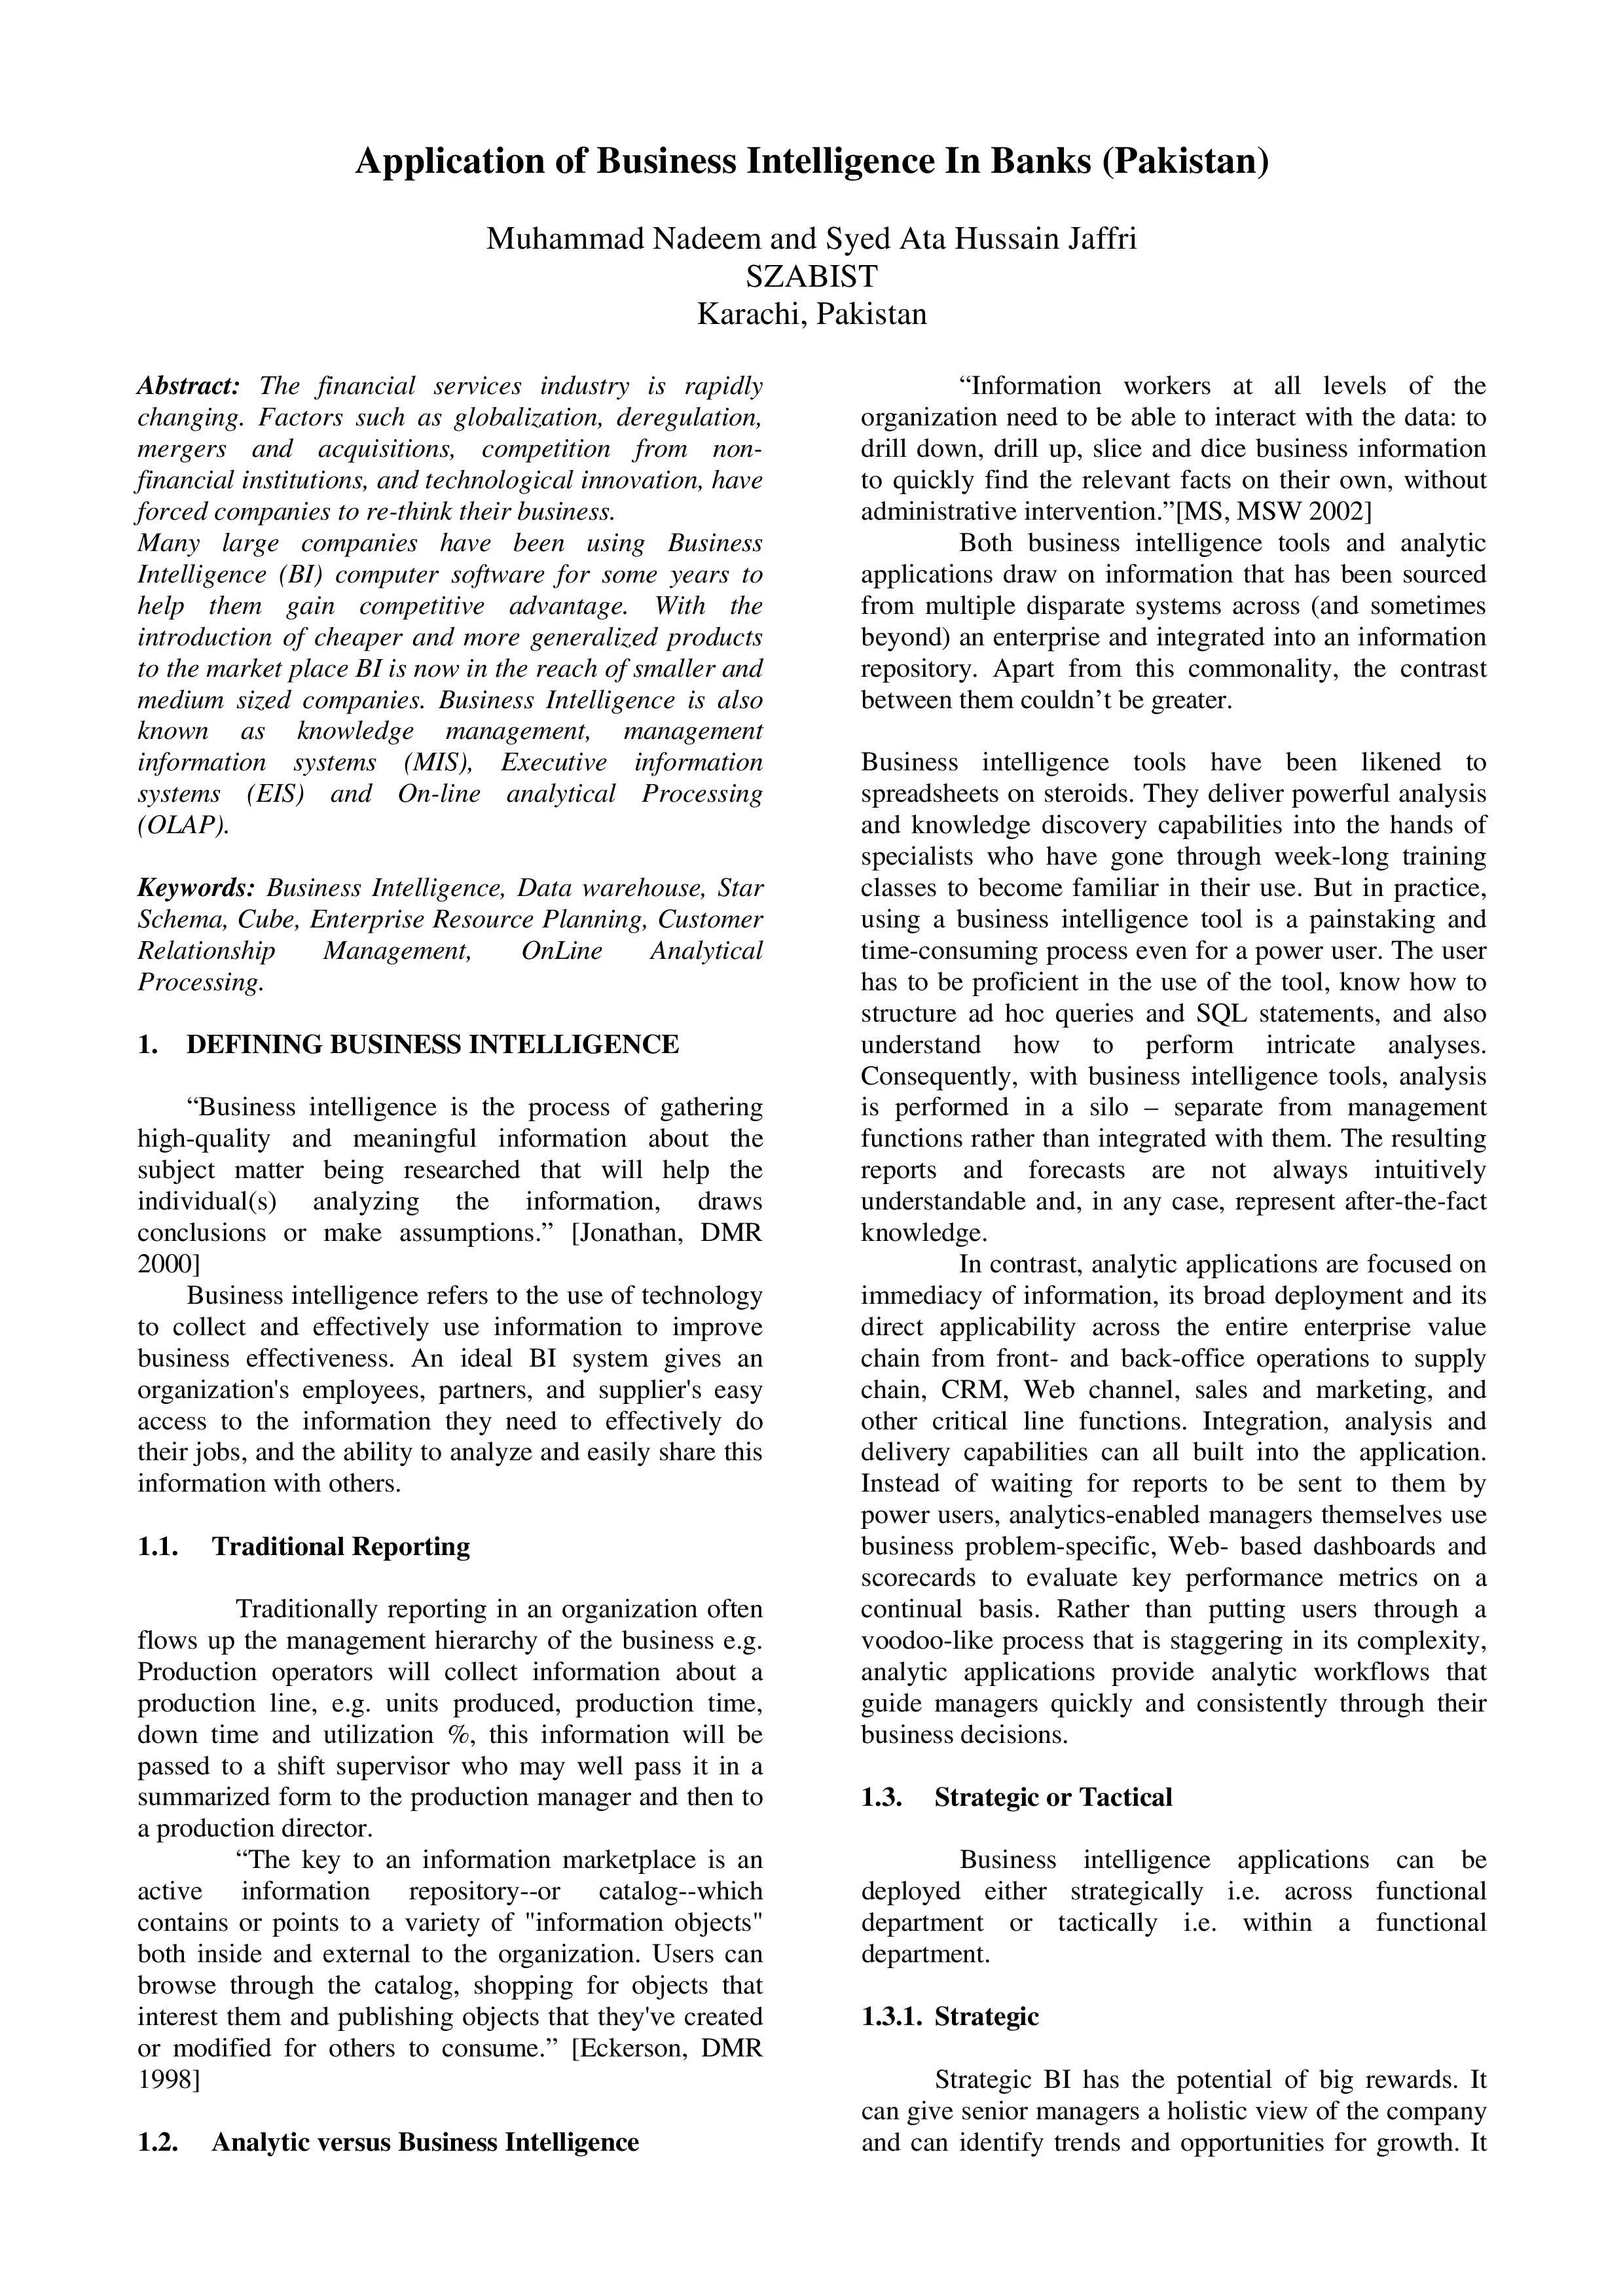 Application of Business Intelligence In Banks (Pakistan)
Muhammad Nadeem and Syed Ata Hussain Jaffri
SZABIST
Karachi, Pakistan
Abstract: The financial services industry is rapidly
changing. Factors such as globalization, deregulation,
mergers and acquisitions, competition from non-
financial institutions, and technological innovation, have
forced companies to re-think their business.
Many large companies have been using Business
Intelligence (BI) computer software for some years to
help them gain competitive advantage. With the
introduction of cheaper and more generalized products
to the market place BI is now in the reach of smaller and
medium sized companies. Business Intelligence is also
known as knowledge management, management
information systems (MIS), Executive information
systems (EIS) and On-line analytical Processing
(OLAP).
Keywords: Business Intelligence, Data warehouse, Star
Schema, Cube, Enterprise Resource Planning, Customer
Relationship Management, OnLine Analytical
Processing.
1. DEFINING BUSINESS INTELLIGENCE
“Business intelligence is the process of gathering
high-quality and meaningful information about the
subject matter being researched that will help the
individual(s) analyzing the information, draws
conclusions or make assumptions.” [Jonathan, DMR
2000]
Business intelligence refers to the use of technology
to collect and effectively use information to improve
business effectiveness. An ideal BI system gives an
organization's employees, partners, and supplier's easy
access to the information they need to effectively do
their jobs, and the ability to analyze and easily share this
information with others.
1.1. Traditional Reporting
Traditionally reporting in an organization often
flows up the management hierarchy of the business e.g.
Production operators will collect information about a
production line, e.g. units produced, production time,
down time and utilization %, this information will be
passed to a shift supervisor who may well pass it in a
summarized form to the production manager and then to
a production director.
“The key to an information marketplace is an
active information repository--or catalog--which
contains or points to a variety of "information objects"
both inside and external to the organization. Users can
browse through the catalog, shopping for objects that
interest them and publishing objects that they've created
or modified for others to consume.” [Eckerson, DMR
1998]
1.2. Analytic versus Business Intelligence
“Information workers at all levels of the
organization need to be able to interact with the data: to
drill down, drill up, slice and dice business information
to quickly find the relevant facts on their own, without
administrative intervention.”[MS, MSW 2002]
Both business intelligence tools and analytic
applications draw on information that has been sourced
from multiple disparate systems across (and sometimes
beyond) an enterprise and integrated into an information
repository. Apart from this commonality, the contrast
between them couldn’t be greater.
Business intelligence tools have been likened to
spreadsheets on steroids. They deliver powerful analysis
and knowledge discovery capabilities into the hands of
specialists who have gone through week-long training
classes to become familiar in their use. But in practice,
using a business intelligence tool is a painstaking and
time-consuming process even for a power user. The user
has to be proficient in the use of the tool, know how to
structure ad hoc queries and SQL statements, and also
understand how to perform intricate analyses.
Consequently, with business intelligence tools, analysis
is performed in a silo – separate from management
functions rather than integrated with them. The resulting
reports and forecasts are not always intuitively
understandable and, in any case, represent after-the-fact
knowledge.
In contrast, analytic applications are focused on
immediacy of information, its broad deployment and its
direct applicability across the entire enterprise value
chain from front- and back-office operations to supply
chain, CRM, Web channel, sales and marketing, and
other critical line functions. Integration, analysis and
delivery capabilities can all built into the application.
Instead of waiting for reports to be sent to them by
power users, analytics-enabled managers themselves use
business problem-specific, Web- based dashboards and
scorecards to evaluate key performance metrics on a
continual basis. Rather than putting users through a
voodoo-like process that is staggering in its complexity,
analytic applications provide analytic workflows that
guide managers quickly and consistently through their
business decisions.
1.3. Strategic or Tactical
Business intelligence applications can be
deployed either strategically i.e. across functional
department or tactically i.e. within a functional
department.
1.3.1. Strategic
Strategic BI has the potential of big rewards. It
can give senior managers a holistic view of the company
and can identify trends and opportunities for growth. It